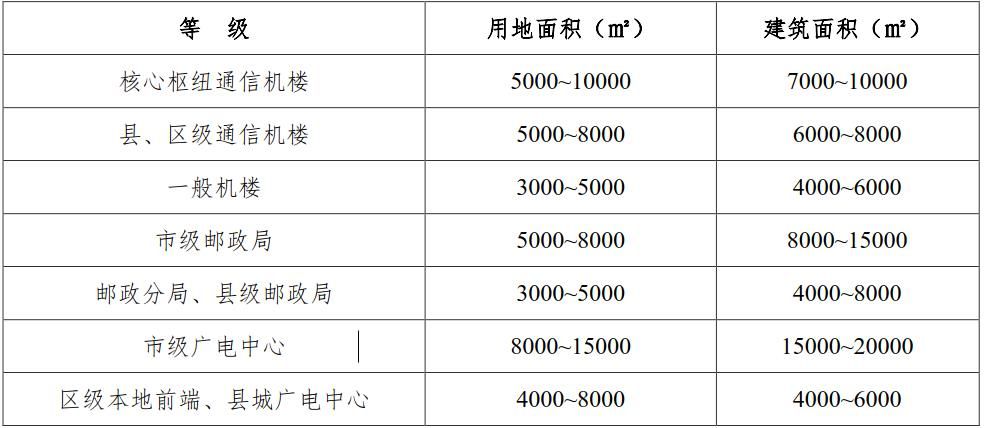 等 级 用地面积（㎡） 建筑面积（㎡）
核心枢纽通信机楼 5000~10000 7000~10000
县、区级通信机楼 5000~8000 6000~8000
一般机楼 3000~5000 4000~6000
市级邮政局 5000~8000 8000~15000
邮政分局、县级邮政局 3000~5000 4000~8000
市级广电中心 8000~15000 15000~20000
区级本地前端、县城广电中心 4000~8000 4000~6000